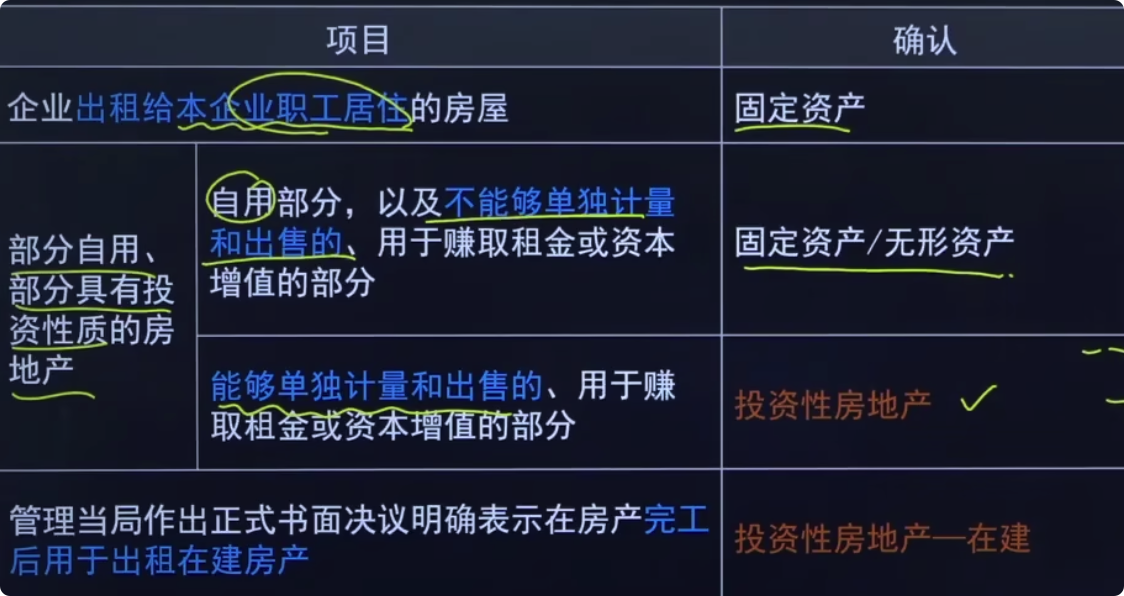 项目
确认
企业出租给本企业职工居住的房屋
固定资产
部分自用、
部分具有投
资性质的房
地产
自用部分，以及不能够单独计量
和出售的、用于赚取租金或资本
增值的部分
固定资产/无形资产
能够单独计量和出售的、用于赚
取租金或资本增值的部分
投资性房地产
管理当局作出正式书面决议明确表示在房产完工
后用于出租在建房产
投资性房地产—在建